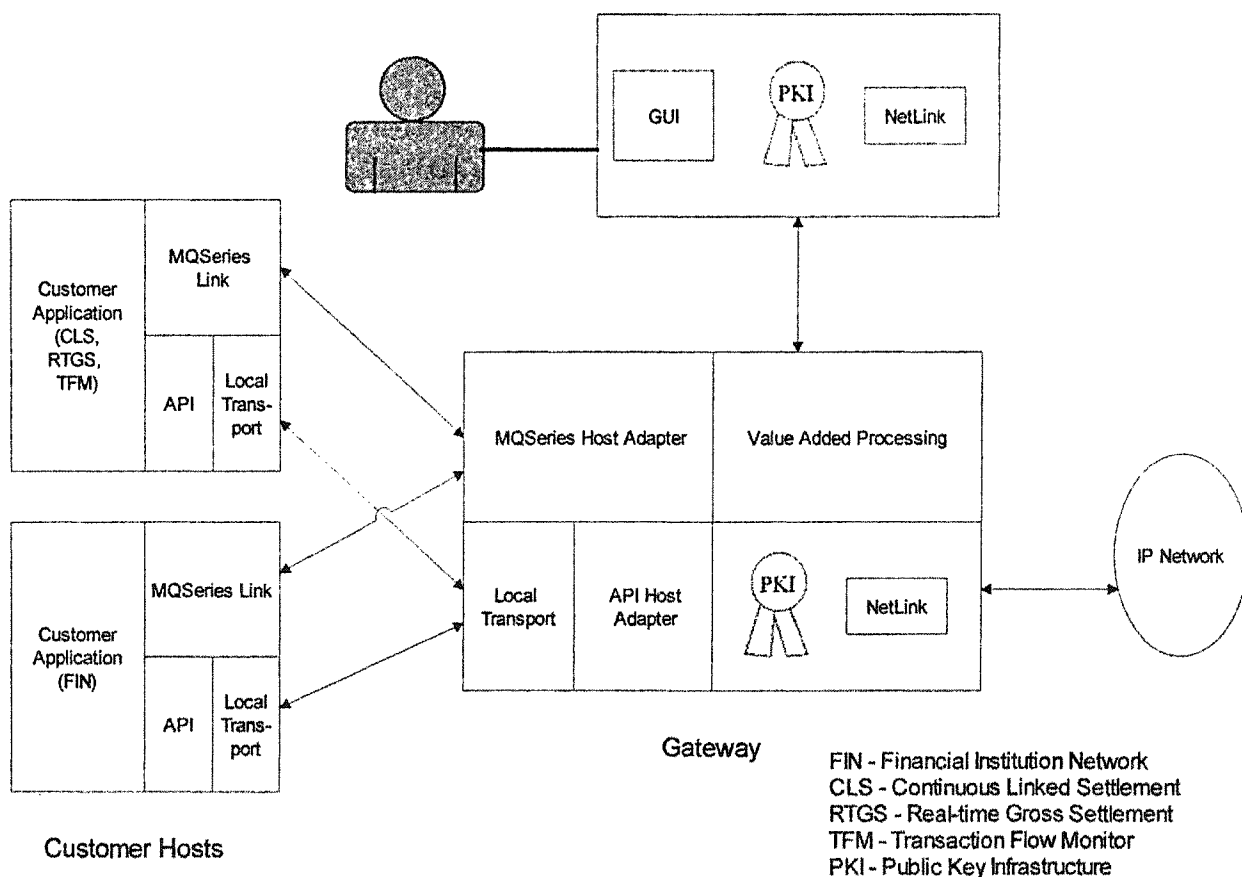 GUI
PKI
NetLink
Customer
Application
(CLS,
RTGS,
TFM)
MQSeries
Link
API
Local
Trans-
port
Customer
Application
(FIN)
MQSeries Link
API
Local
Trans-
port
MQSeries Host Adapter
Value Added Processing
Local
Transport
API Host
Adapter
PKI
NetLink
IP Network
Gateway
Customer Hosts
FIN - Financial Institution Network
CLS - Continuous Linked Settlement
RTGS - Real-time Gross Settlement
TFM - Transaction Flow Monitor
PKI - Public Key Infrastructure